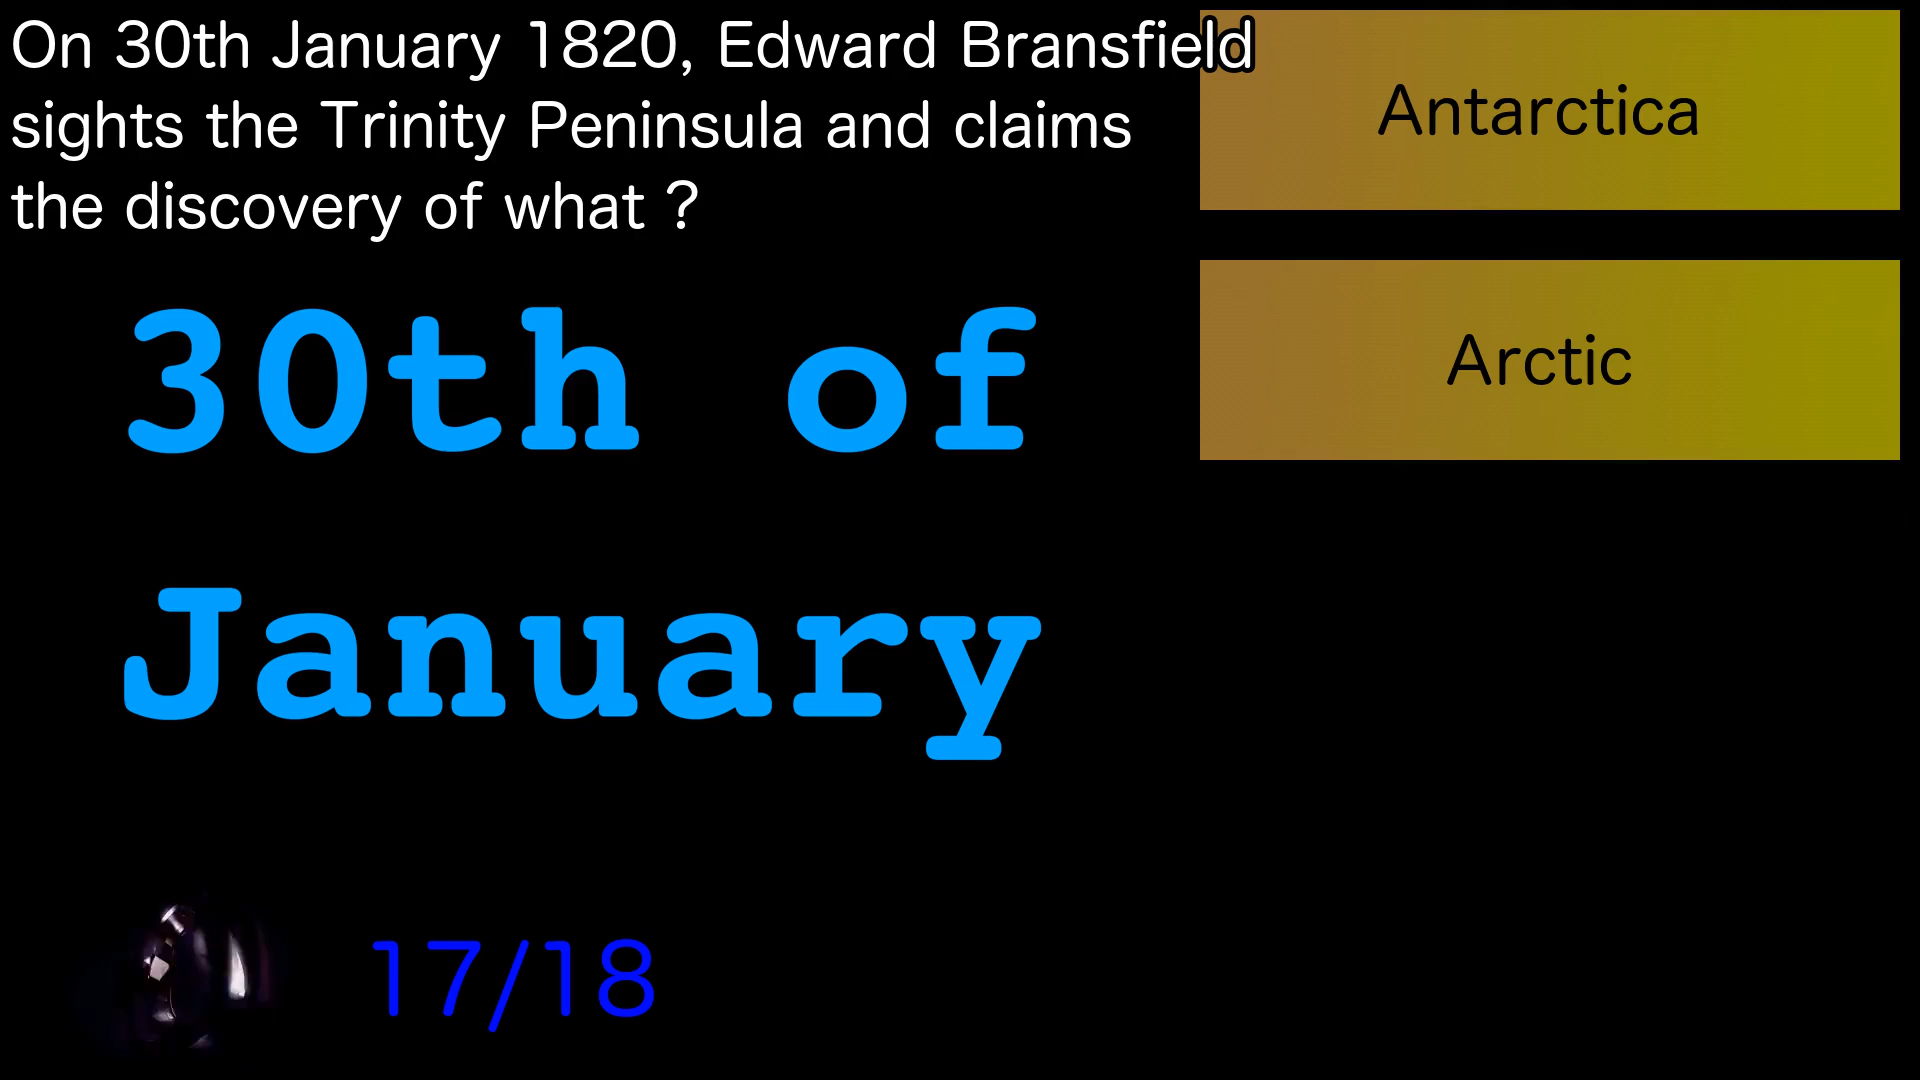 On 30th January 1820, Edward Bransfield
sights the Trinity Peninsula and claims
the discovery of what ?
Antarctica
Arctic
30th of
January
17/18